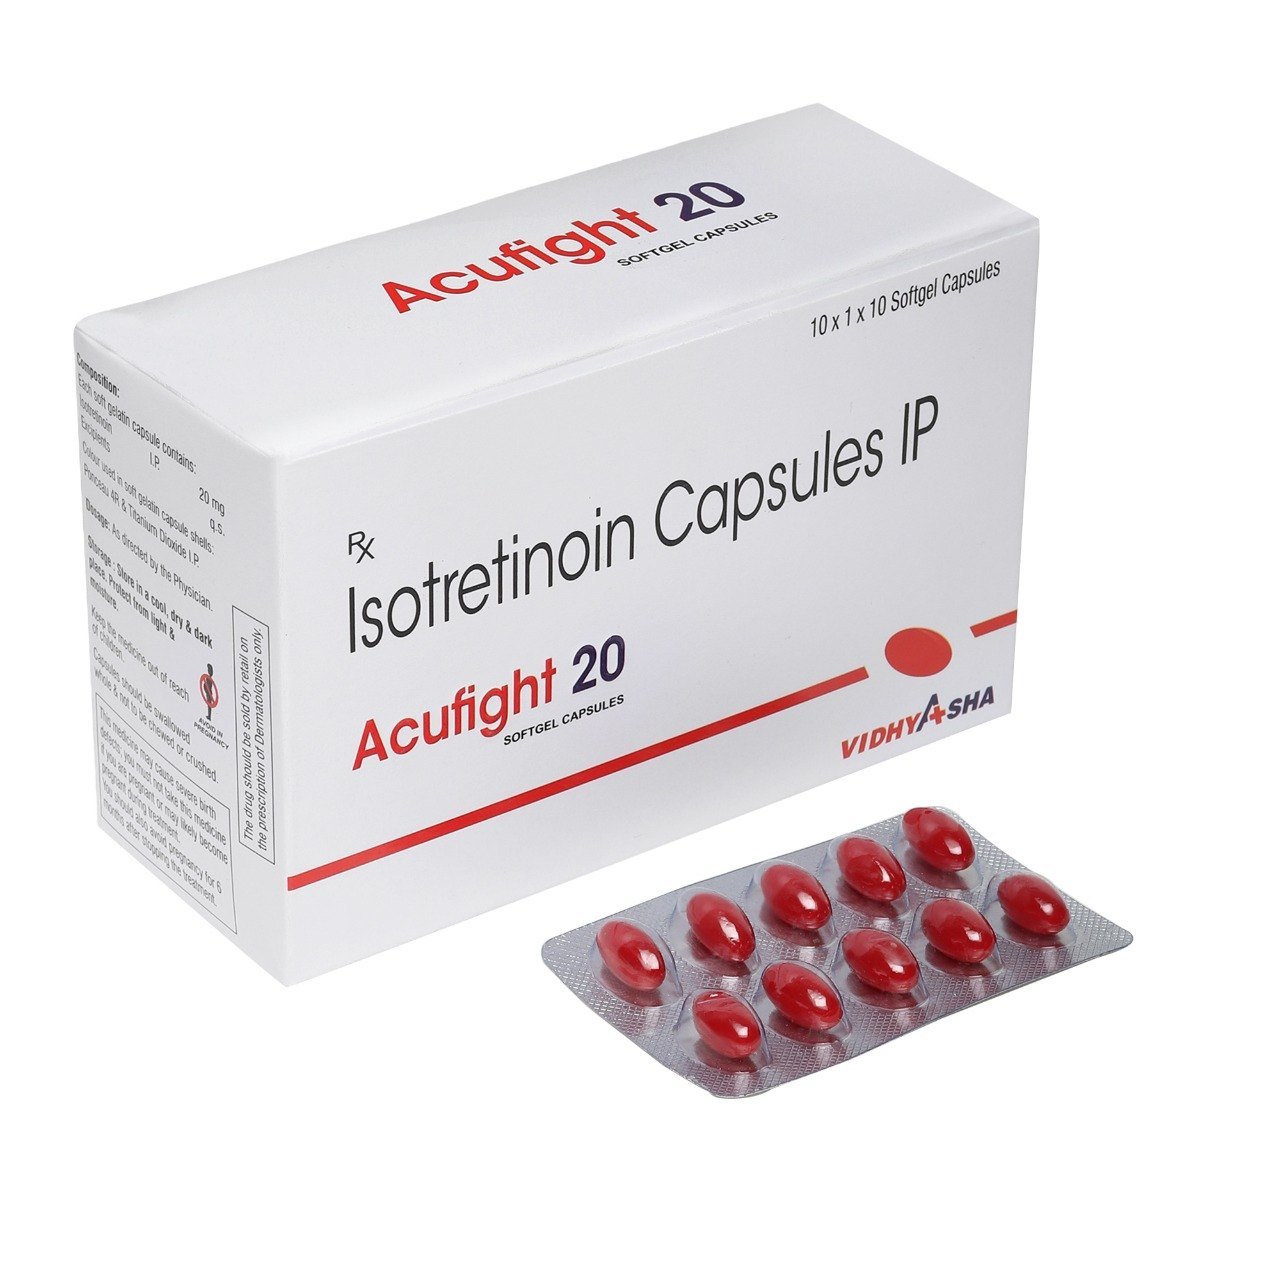 Acufight 20
SOFTGEL CAPSULES
10 x 1 x 10 Softgel Capsules
Rx
Isotretinoin Capsules IP
Acufight 20
SOFTGEL CAPSULES
VIDHYASHA
Composition:
Each soft gelatin capsule contains:
Isotretinoin I.P. 20 mg
Excipients q.s.
Colour used in soft gelatin capsule shells:
Ponceau 4R & Titanium Dioxide I.P.
Dosage: As directed by the Physician.
Storage : Store in a cool, dry & dark
place. Protect from light &
moisture
Keep the medicine out of reach
of children.
Capsules should be swallowed
whole & not to be chewed or crushed.
AVOID IN
PREGNANCY
This medicine may cause severe birth
defects; you must not take this medicine
if you are pregnant or may likely become
pregnant during treatment
You should also avoid pregnancy for 6
months after stopping the treatment.
The drug should be sold by retail on
the prescription of Dermatologists only.